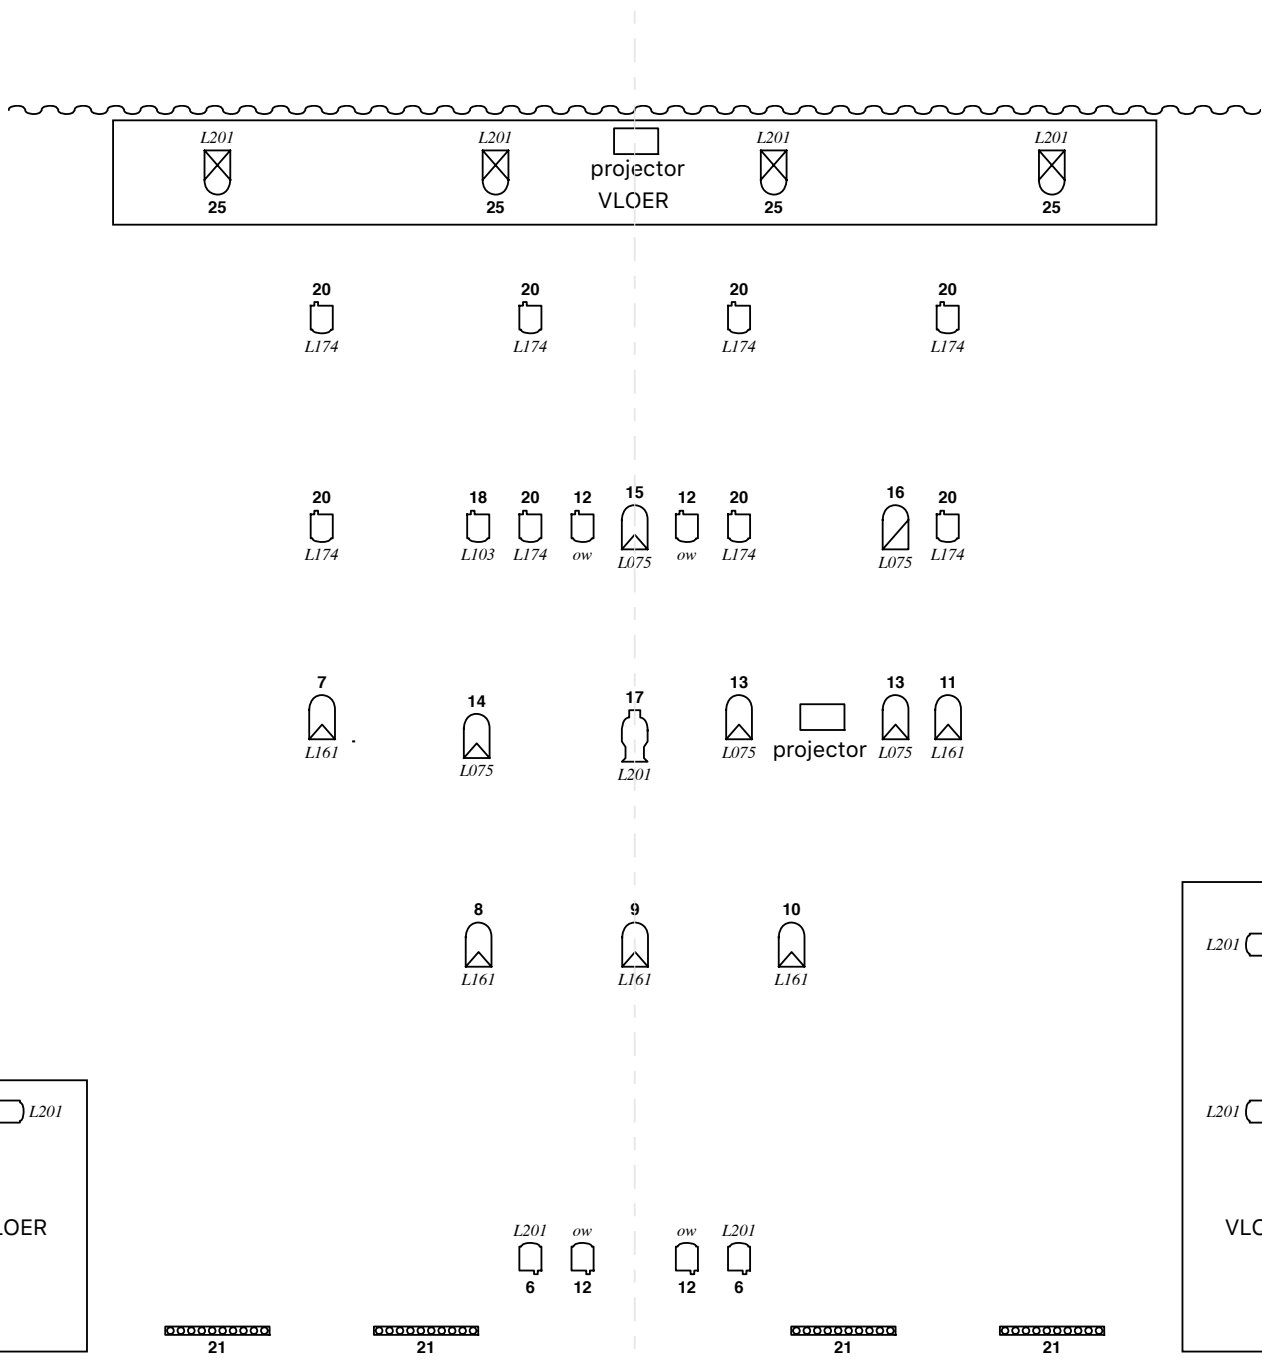 L201 L201 L201 L201
projector
VLOER
25 25 25 25
20 20 20 20
L174 L174 L174 L174
20 18 20 12 15 12 20 16 20
L174 L103 L174 ow L075 ow L174 L075 L174
7 14 17 13 13 11
L161 L075 L201 L075 projector L075 L161
8 9 10
L161 L161 L161
L201
L201 L201
LOER VLO
L201 ow ow L201
6 12 12 6
21 21 21 21